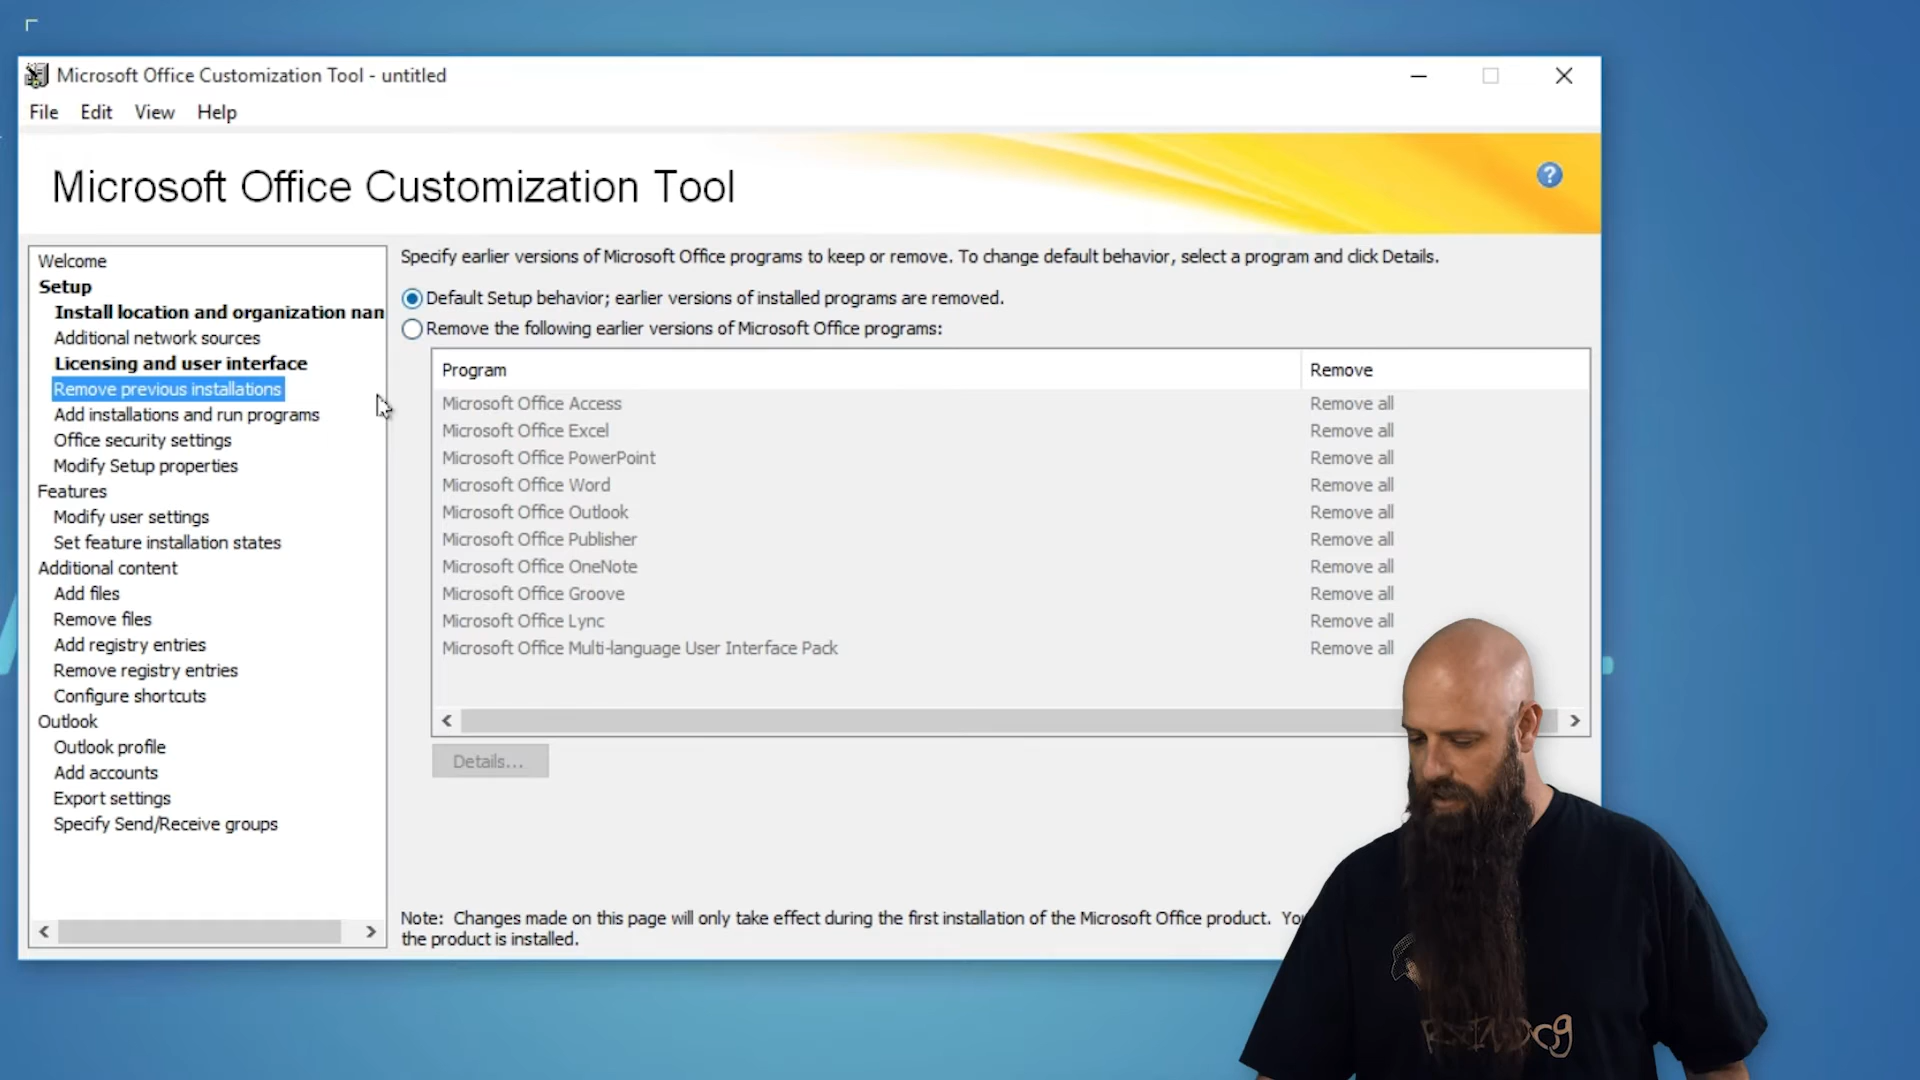 Microsoft Office Customization Tool - untitled
File Edit View Help
Microsoft Office Customization Tool
?
Welcome
Setup
Install location and organization nan
Additional network sources
Licensing and user interface
Remove previous installations
Add installations and run programs
Office security settings
Modify Setup properties
Features
Modify user settings
Set feature installation states
Additional content
Add files
Remove files
Add registry entries
Remove registry entries
Configure shortcuts
Outlook
Outlook profile
Add accounts
Export settings
Specify Send/Receive groups
Specify earlier versions of Microsoft Office programs to keep or remove. To change default behavior, select a program and click Details.
Default Setup behavior; earlier versions of installed programs are removed.
Remove the following earlier versions of Microsoft Office programs:
Program Remove
Microsoft Office Access Remove all
Microsoft Office Excel Remove all
Microsoft Office PowerPoint Remove all
Microsoft Office Word Remove all
Microsoft Office Outlook Remove all
Microsoft Office Publisher Remove all
Microsoft Office OneNote Remove all
Microsoft Office Groove Remove all
Microsoft Office Lync Remove all
Microsoft Office Multi-language User Interface Pack Remove all
Details...
Note: Changes made on this page will only take effect during the first installation of the Microsoft Office product. Yo
the product is installed.